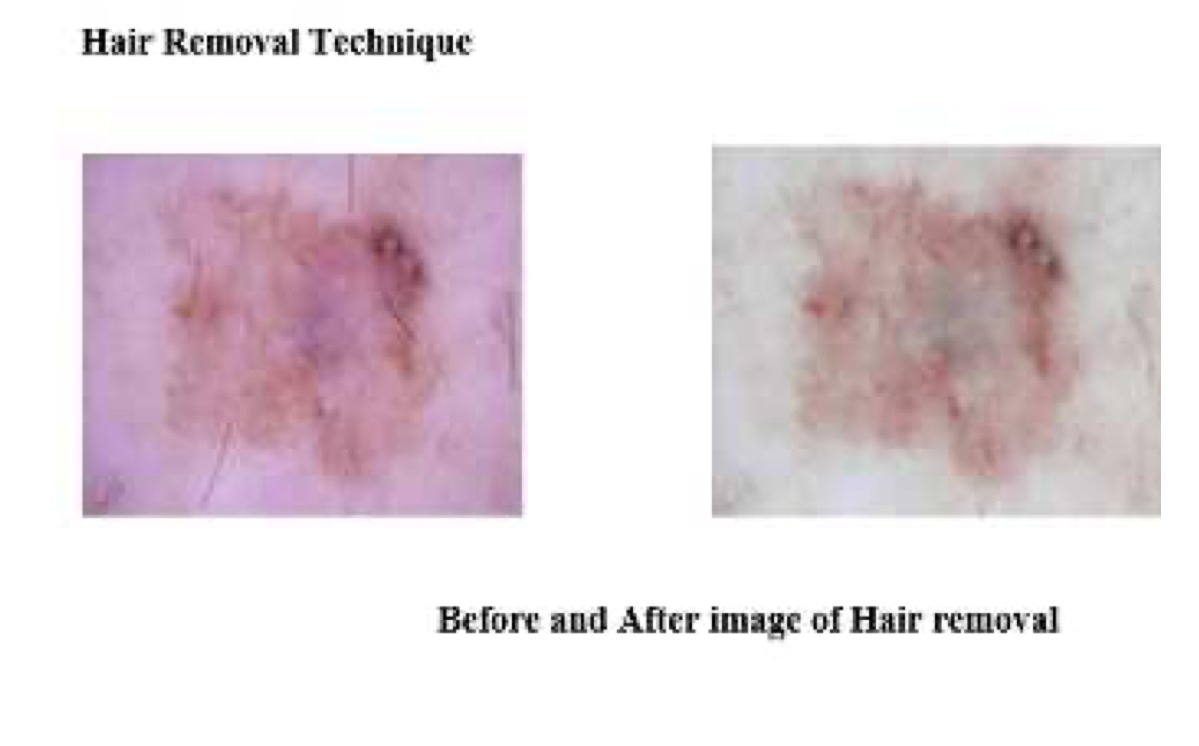 Hair Removal Technique
Before and After image of Hair removal